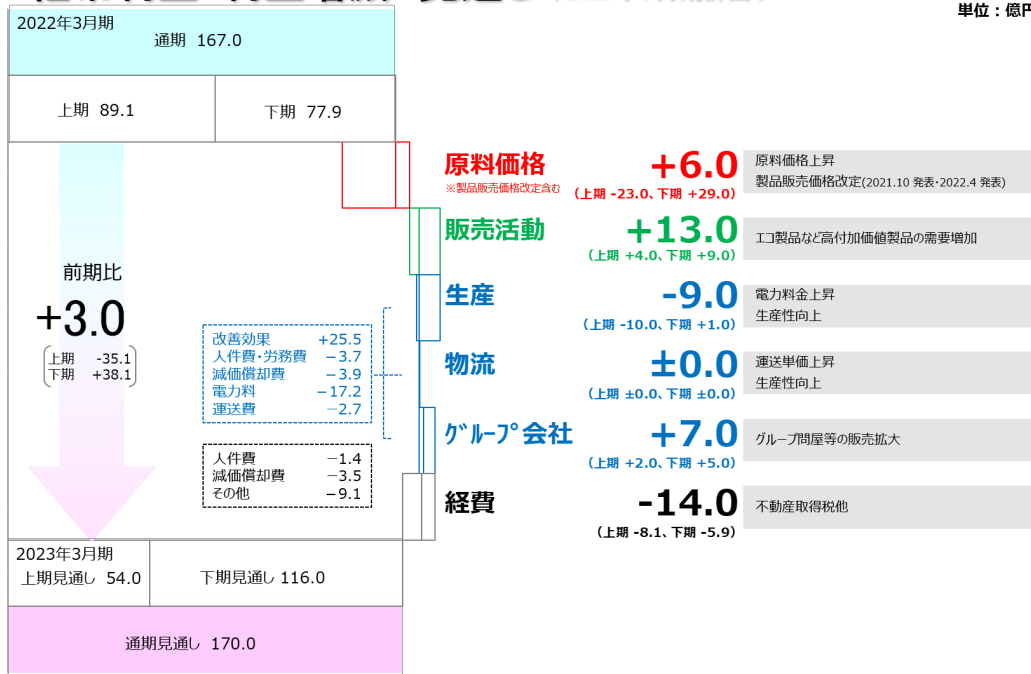 単位：億円
2022年3月期
通期 167.0
上期 89.1
下期 77.9
原料価格
※製品販売価格改定含む
+6.0
(上期 -23.0、下期 +29.0)
原料価格上昇
製品販売価格改定(2021.10 発表・2022.4 発表)
販売活動
+13.0
(上期 +4.0、下期 +9.0)
エコ製品など高付加価値製品の需要増加
前期比
+3.0
上期 -35.1
下期 +38.1
生産
-9.0
(上期 -10.0、下期 +1.0)
電力料金上昇
生産性向上
改善効果 +25.5
人件費・労務費 −3.7
減価償却費 −3.9
電力料 −17.2
運送費 −2.7
物流
±0.0
(上期 ±0.0、下期 ±0.0)
運送単価上昇
生産性向上
グループ会社
+7.0
(上期 +2.0、下期 +5.0)
グループ問屋等の販売拡大
人件費 −1.4
減価償却費 −3.5
その他 −9.1
経費
-14.0
(上期 -8.1、下期 -5.9)
不動産取得税他
2023年3月期
上期見通し 54.0
下期見通し 116.0
通期見通し 170.0